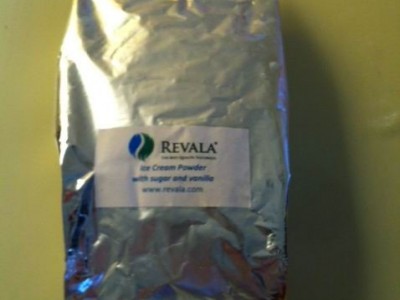 REVALA®
Ice Cream Powder
with sugar and vanilla
www.revala.com